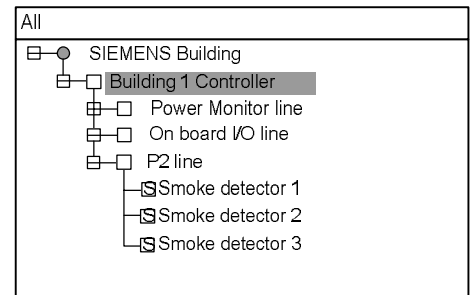 All
SIEMENS Building
Building 1 Controller
Power Monitor line
On board I/O line
P2 line
S Smoke detector 1
S Smoke detector 2
S Smoke detector 3